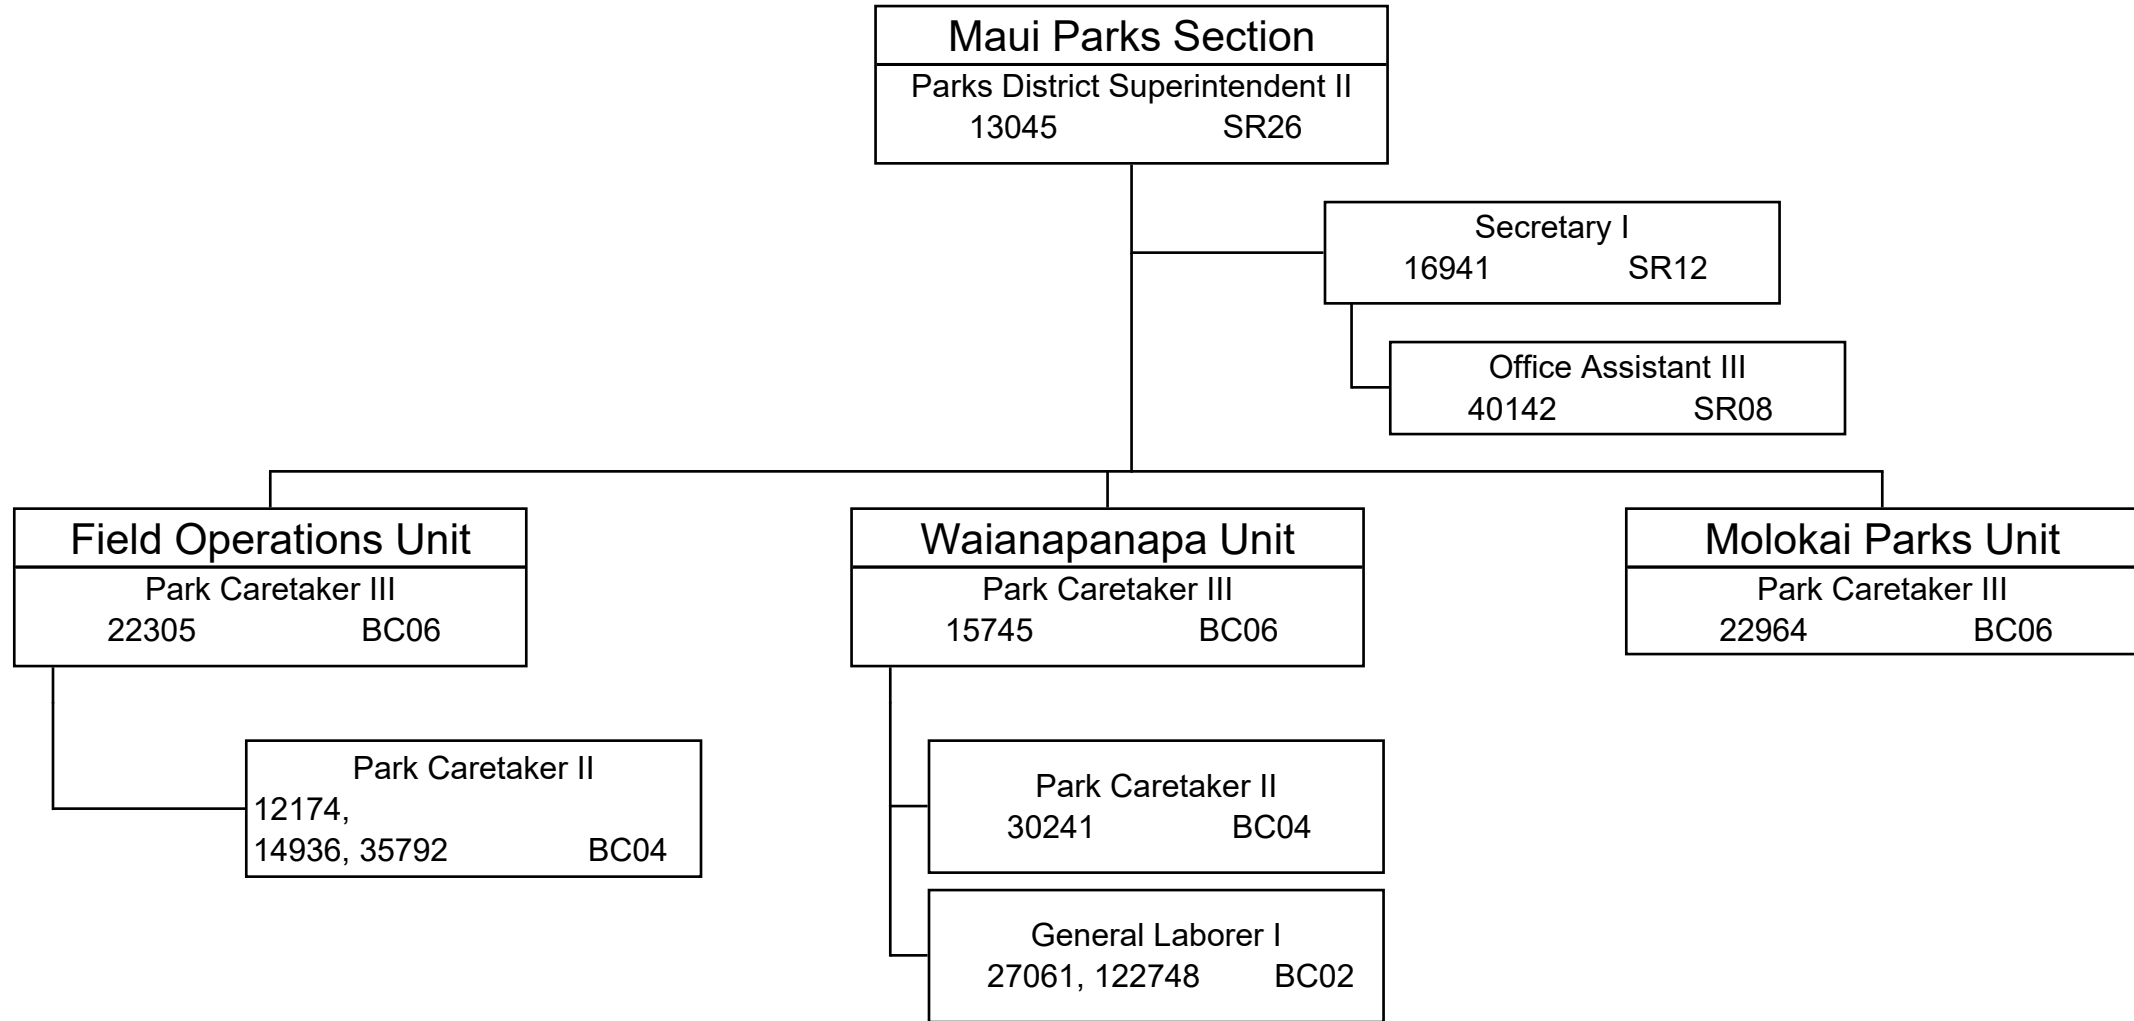 Maui Parks Section
Parks District Superintendent II
13045 SR26
Secretary I
16941 SR12
Office Assistant III
40142 SR08
Field Operations Unit
Park Caretaker III
22305 BC06
Waianapanapa Unit
Park Caretaker III
15745 BC06
Molokai Parks Unit
Park Caretaker III
22964 BC06
Park Caretaker II
12174,
14936, 35792 BC04
Park Caretaker II
30241 BC04
General Laborer I
27061, 122748 BC02